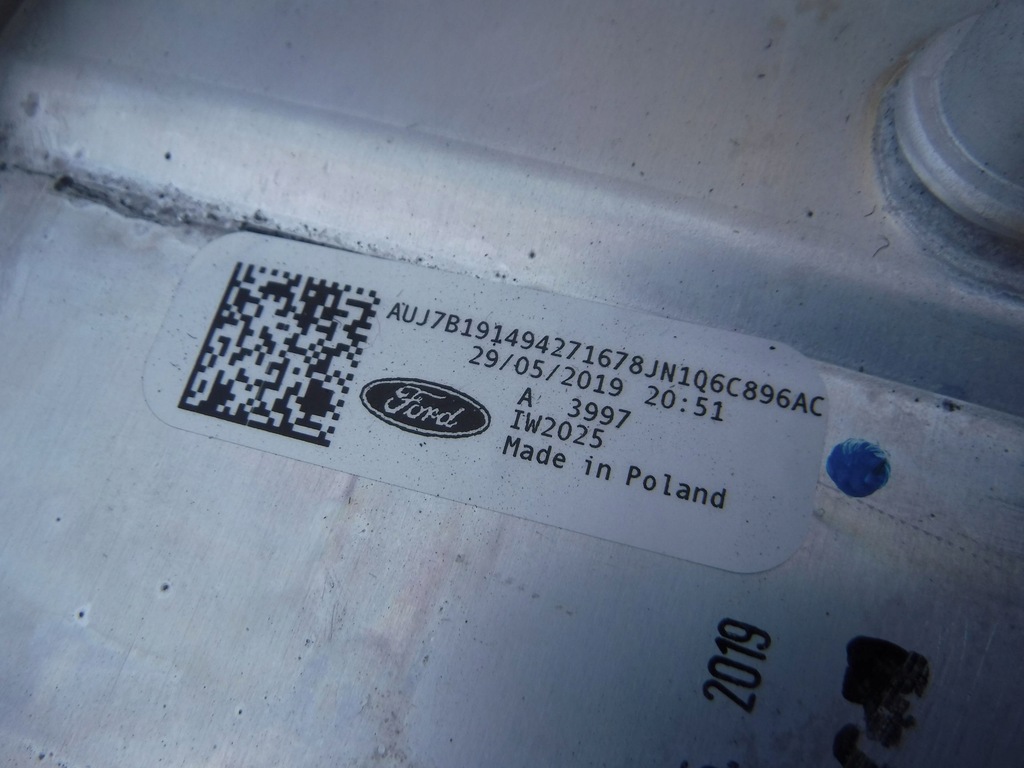 AUJ7B191494271678JN1Q6C896AC
29/05/2019 20:51
Ford
A 3997
IW2025
Made in Poland
2019